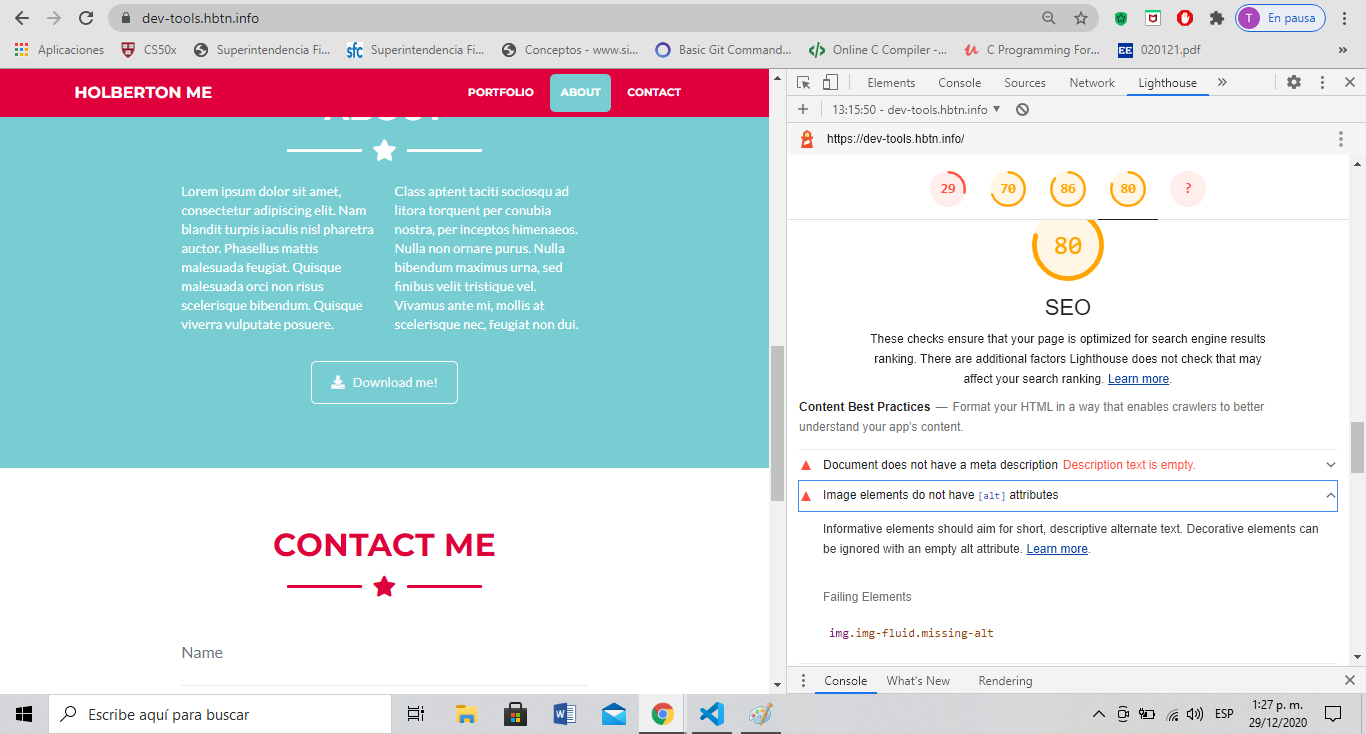 dev-tools.hbtn.info
T En pausa
Aplicaciones CS50x Superintendencia Fi... sfc Superintendencia Fi... Conceptos - www.si... Basic Git Command... Online C Compiler -... C Programming For... EE 020121.pdf »
HOLBERTON ME PORTFOLIO ABOUT CONTACT
ABOUT
Lorem ipsum dolor sit amet,
consectetur adipiscing elit. Nam
blandit turpis iaculis nisl pharetra
auctor. Phasellus mattis
malesuada feugiat. Quisque
malesuada orci non risus
scelerisque bibendum. Quisque
viverra vulputate posuere.
Class aptent taciti sociosqu ad
litora torquent per conubia
nostra, per inceptos himenaeos.
Nulla non ornare purus. Nulla
bibendum maximus urna, sed
finibus velit tristique vel.
Vivamus ante mi, mollis at
scelerisque nec, feugiat non dui.
Download me!
CONTACT ME
Name
Elements Console Sources Network Lighthouse »
13:15:50 - dev-tools.hbtn.info
https://dev-tools.hbtn.info/
29 70 86 80 ?
80
SEO
These checks ensure that your page is optimized for search engine results
ranking. There are additional factors Lighthouse does not check that may
affect your search ranking. Learn more.
Content Best Practices — Format your HTML in a way that enables crawlers to better
understand your app's content.
Document does not have a meta description Description text is empty.
Image elements do not have [alt] attributes
Informative elements should aim for short, descriptive alternate text. Decorative elements can
be ignored with an empty alt attribute. Learn more.
Failing Elements
img.img-fluid.missing-alt
Console What's New Rendering
Escribe aquí para buscar
ESP
1:27 p. m.
29/12/2020